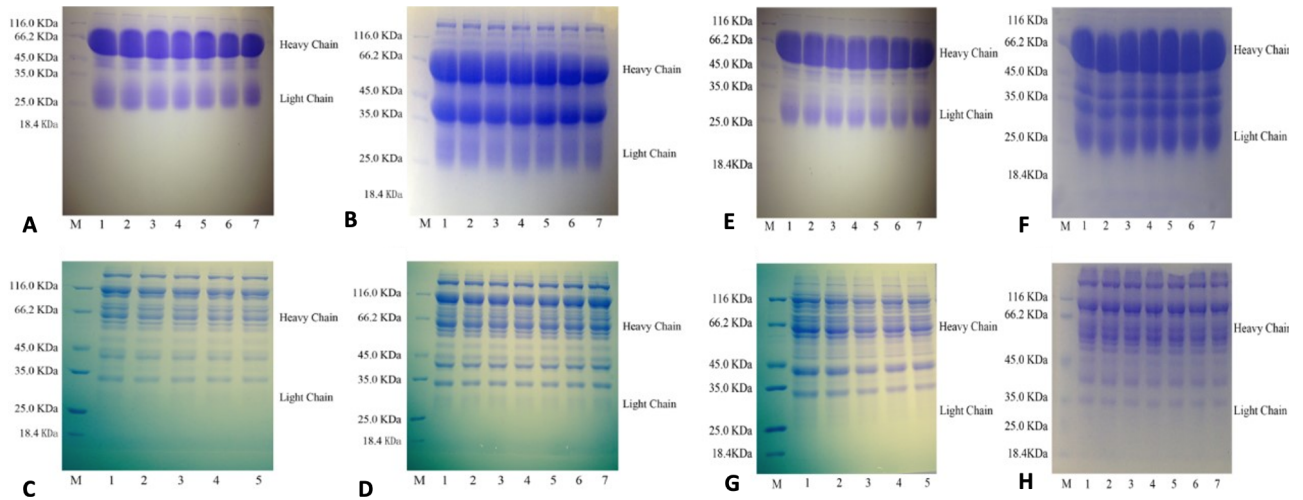 116.0 KDa
66.2 KDa
45.0 KDa
35.0 KDa
25.0 KDa
18.4 KDa
Heavy Chain
Light Chain
A
M 1 2 3 4 5 6 7
116.0 KDa
66.2 KDa
45.0 KDa
35.0 KDa
25.0 KDa
18.4 KDa
Heavy Chain
Light Chain
B
M 1 2 3 4 5 6 7
116 KDa
66.2 KDa
45.0 KDa
35.0 KDa
25.0 KDa
18.4KDa
Heavy Chain
Light Chain
E
M 1 2 3 4 5 6 7
116 KDa
66.2 KDa
45.0 KDa
35.0 KDa
25.0 KDa
18.4KDa
Heavy Chain
Light Chain
F
M 1 2 3 4 5 6 7
116.0 KDa
66.2 KDa
45.0 KDa
35.0 KDa
25.0 KDa
18.4 KDa
Heavy Chain
Light Chain
C
M 1 2 3 4 5
116.0 KDa
66.2 KDa
45.0 KDa
35.0 KDa
25.0 KDa
18.4 KDa
Heavy Chain
Light Chain
D
M 1 2 3 4 5 6 7
116 KDa
66.2 KDa
45.0 KDa
35.0 KDa
25.0 KDa
18.4KDa
Heavy Chain
Light Chain
G
M 1 2 3 4 5
116 KDa
66.2 KDa
45.0 KDa
35.0 KDa
25.0 KDa
18.4KDa
Heavy Chain
Light Chain
H
M 1 2 3 4 5 6 7